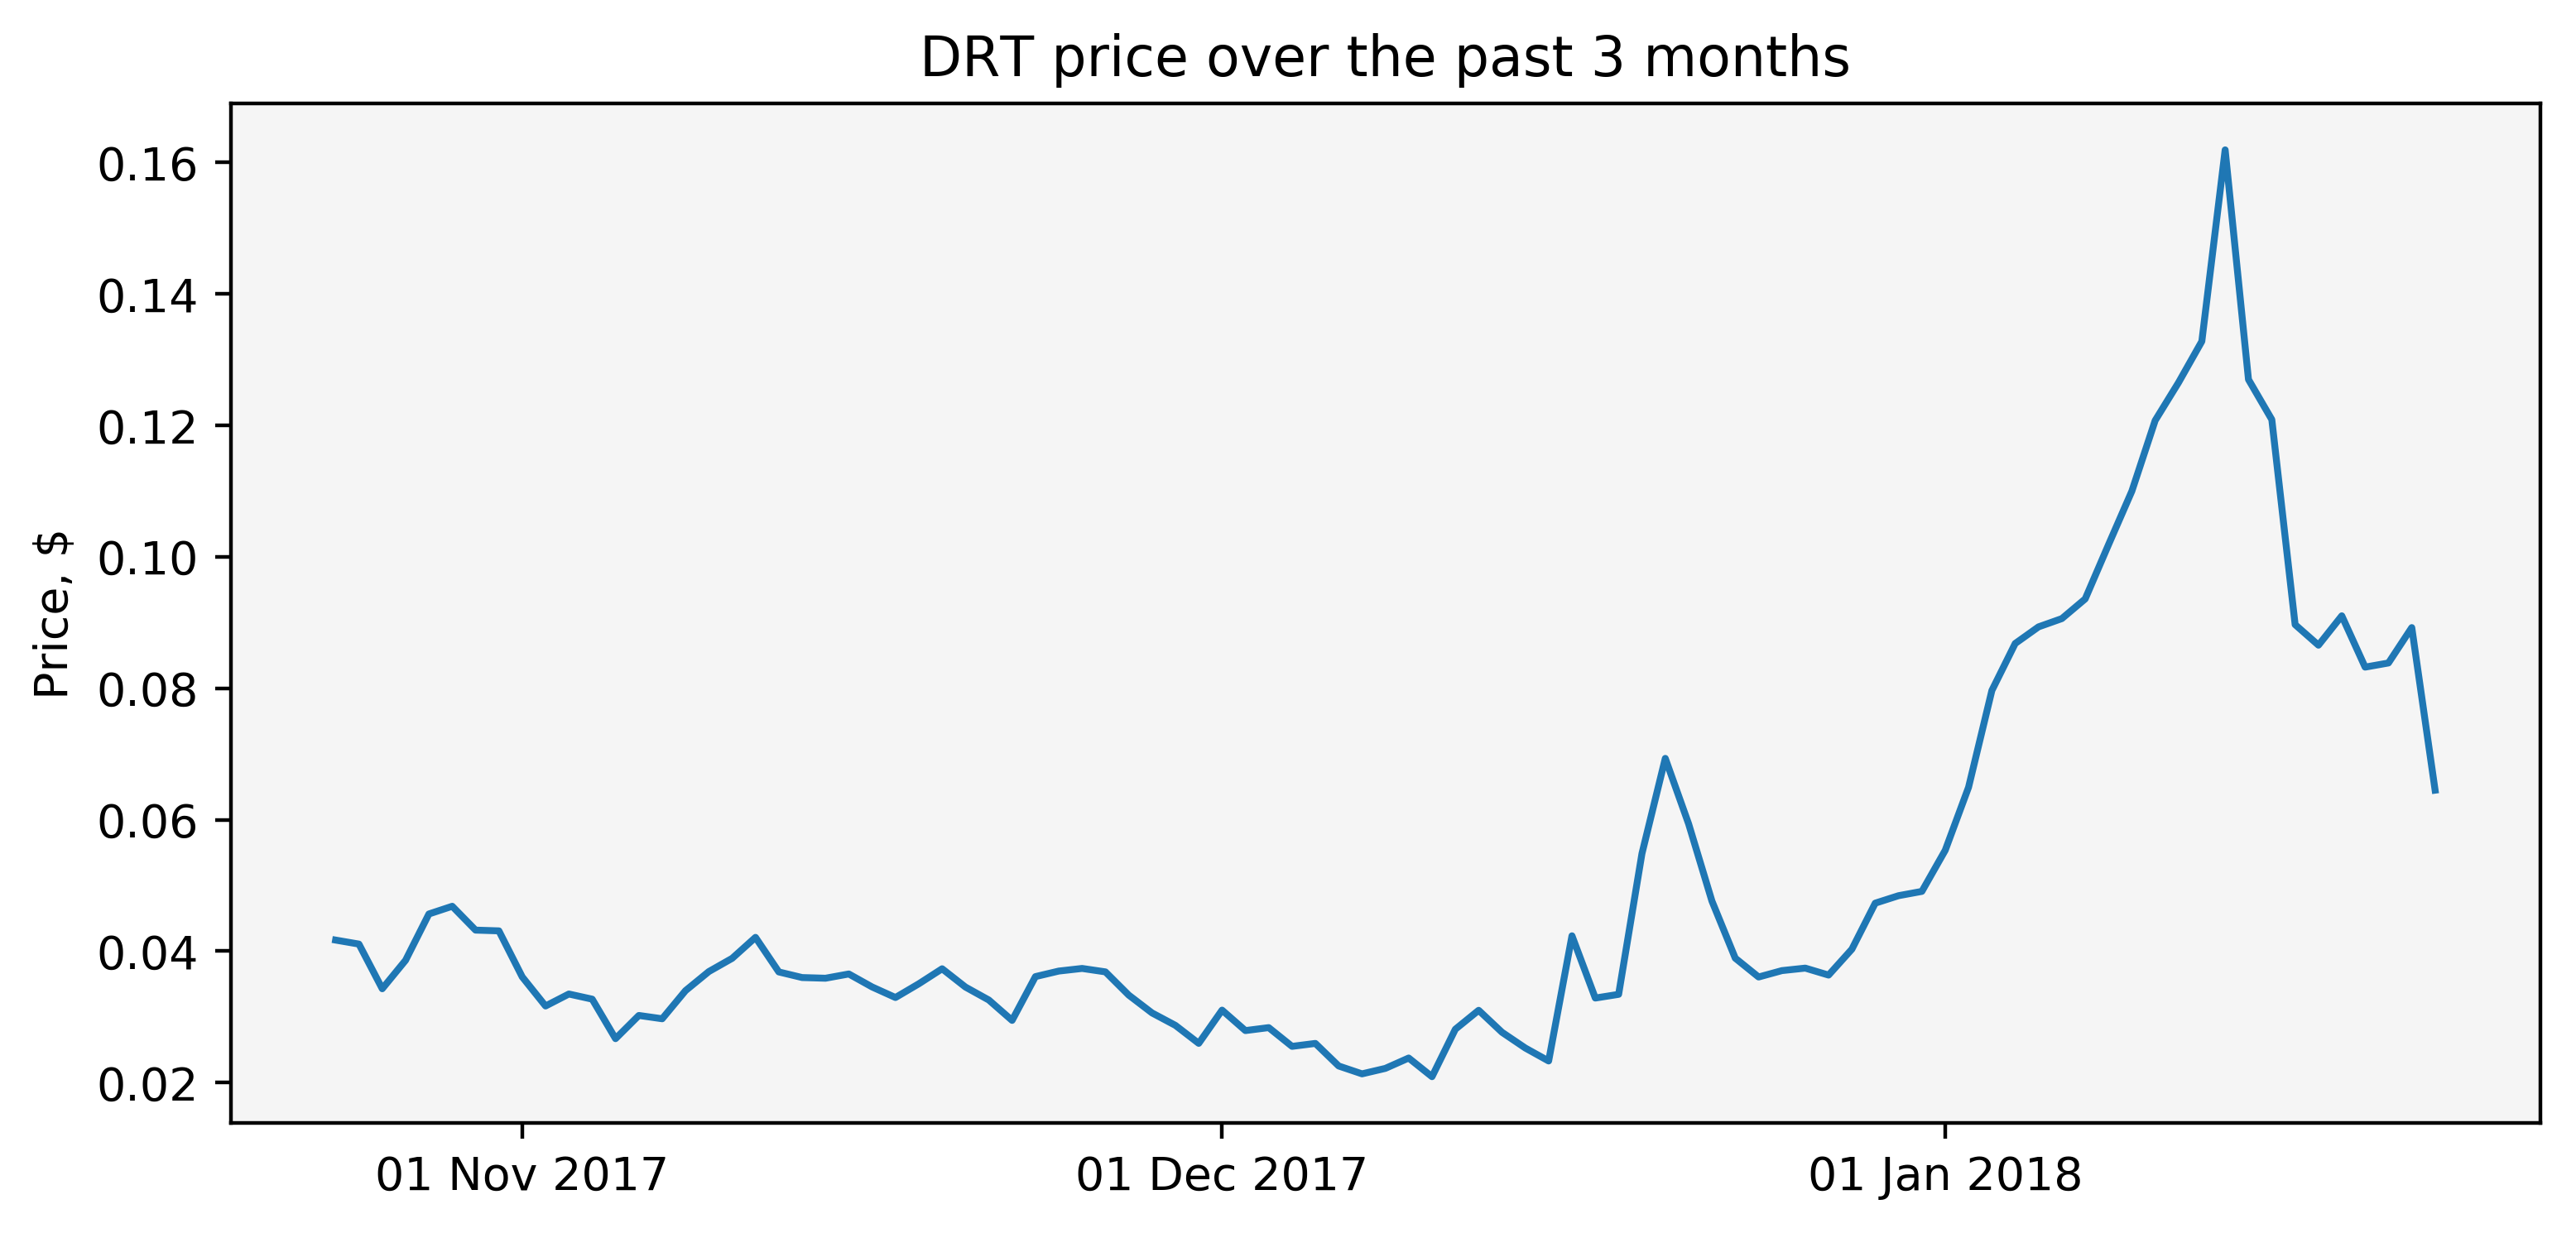 DRT price over the past 3 months
Price, $
0.16
0.14
0.12
0.10
0.08
0.06
0.04
0.02
01 Nov 2017
01 Dec 2017
01 Jan 2018